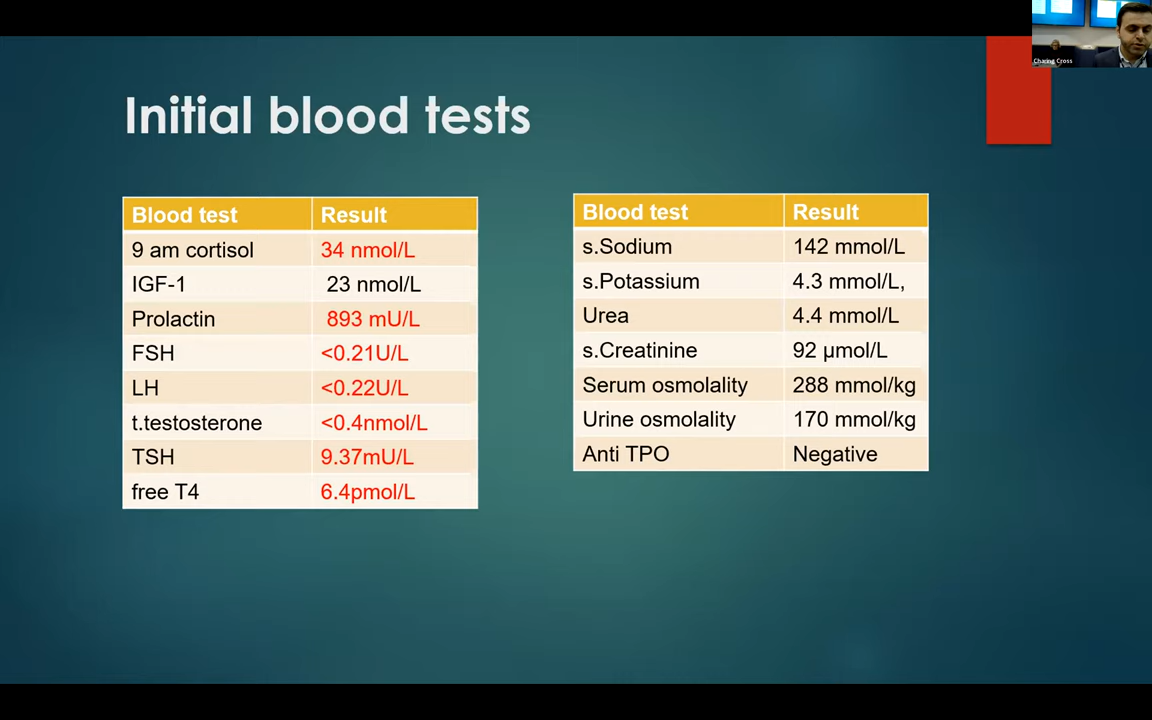 Charing Cross
Initial blood tests
Blood test Result
9 am cortisol 34 nmol/L
IGF-1 23 nmol/L
Prolactin 893 mU/L
FSH <0.21U/L
LH <0.22U/L
t.testosterone <0.4nmol/L
TSH 9.37mU/L
free T4 6.4pmol/L
Blood test Result
s.Sodium 142 mmol/L
s.Potassium 4.3 mmol/L,
Urea 4.4 mmol/L
s.Creatinine 92 µmol/L
Serum osmolality 288 mmol/kg
Urine osmolality 170 mmol/kg
Anti TPO Negative